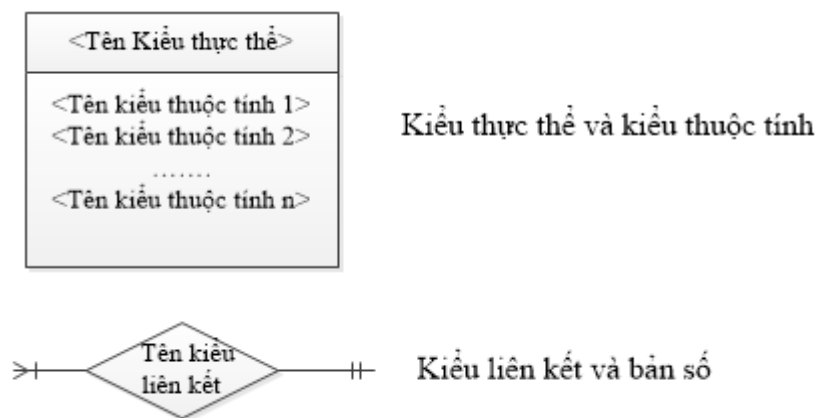 <Tên Kiểu thực thể>
<Tên kiểu thuộc tính 1>
<Tên kiểu thuộc tính 2>
.......
<Tên kiểu thuộc tính n>
Kiểu thực thể và kiểu thuộc tính
Tên kiểu
liên kết
Kiểu liên kết và bản số